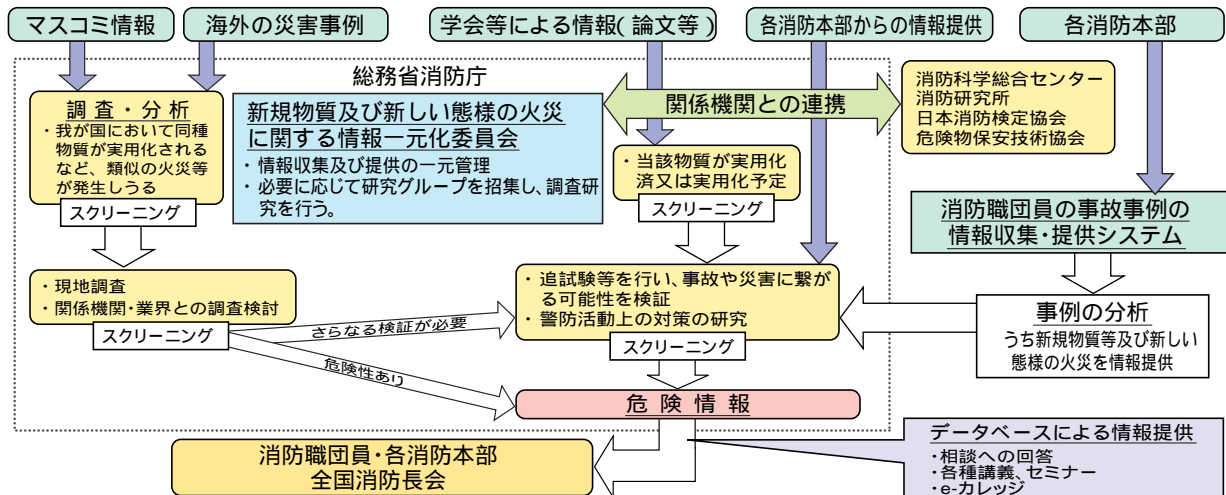 マスコミ情報
海外の災害事例
学会等による情報(論文等)
各消防本部からの情報提供
各消防本部
総務省消防庁
調査・分析
・我が国において同種
物質が実用化される
など、類似の火災等
が発生しうる
スクリーニング
新規物質及び新しい態様の火災
に関する情報一元化委員会
・情報収集及び提供の一元管理
・必要に応じて研究グループを招集し、調査研
究を行う。
関係機関との連携
消防科学総合センター
消防研究所
日本消防検定協会
危険物保安技術協会
・当該物質が実用化
済又は実用化予定
スクリーニング
消防職団員の事故事例の
情報収集・提供システム
・現地調査
・関係機関・業界との調査検討
スクリーニング
さらなる検証が必要
危険性あり
・追試験等を行い、事故や災害に繋が
る可能性を検証
・警防活動上の対策の研究
スクリーニング
事例の分析
うち新規物質等及び新しい
態様の火災を情報提供
危険情報
消防職団員・各消防本部
全国消防長会
データベースによる情報提供
・相談への回答
・各種講義、セミナー
・e-カレッジ